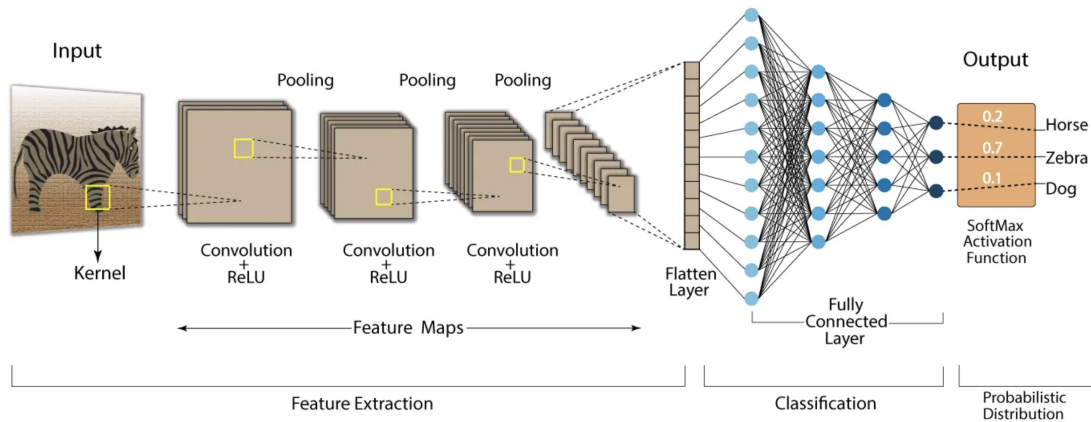 Input
Kernel
Pooling
Pooling
Pooling
Convolution
+
ReLU
Convolution
+
ReLU
Convolution
+
ReLU
Feature Maps
Flatten
Layer
Fully
Connected
Layer
Output
0.2
0.7
0.1
Horse
Zebra
Dog
SoftMax
Activation
Function
Feature Extraction
Classification
Probabilistic
Distribution